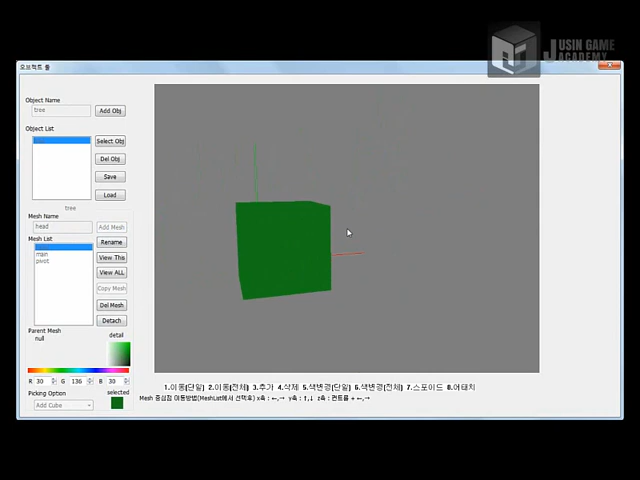 JUSIN GAME
ACADEMY
오브젝트 툴
Object Name
tree
Add Obj
Object List
Select Obj
Del Obj
Save
Load
tree
Mesh Name
head
Add Mesh
Mesh List
Rename
main
pivot
View This
View ALL
Copy Mesh
Del Mesh
Detach
Parent Mesh
null
detail
R 30 G 136 B 30
Picking Option
selected
Add Cube
1.이동(단일) 2.이동(전체) 3.추가 4.삭제 5.색변경(단일) 6.색변경(전체) 7.스포이드 8.어태치
Mesh 중심점 이동방법(MeshList에서 선택후) x축 : ←,→ y축 : ↑,↓ z축 : 컨트롤 + ←,→